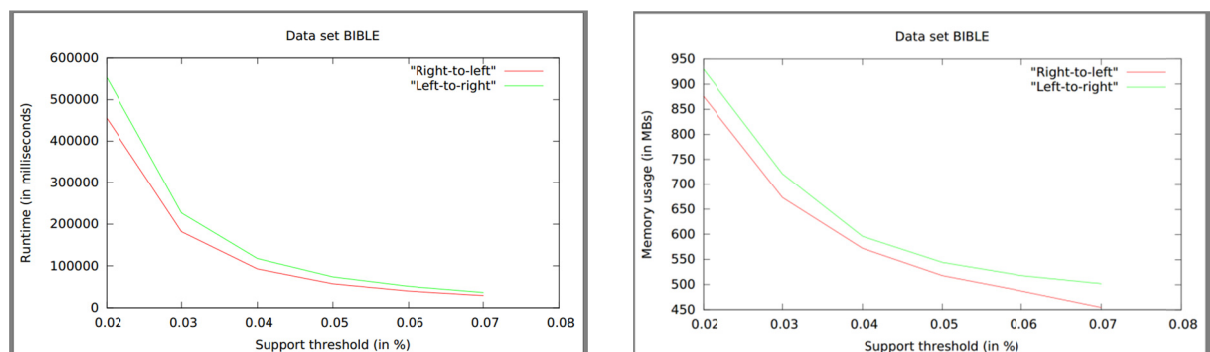 Data set BIBLE
600000
500000
400000
300000
200000
100000
0
Runtime (in milliseconds)
"Right-to-left"
"Left-to-right"
0.02 0.03 0.04 0.05 0.06 0.07 0.08
Support threshold (in %)
Data set BIBLE
950
900
850
800
750
700
650
600
550
500
450
Memory usage (in MBs)
"Right-to-left"
"Left-to-right"
0.02 0.03 0.04 0.05 0.06 0.07 0.08
Support threshold (in %)